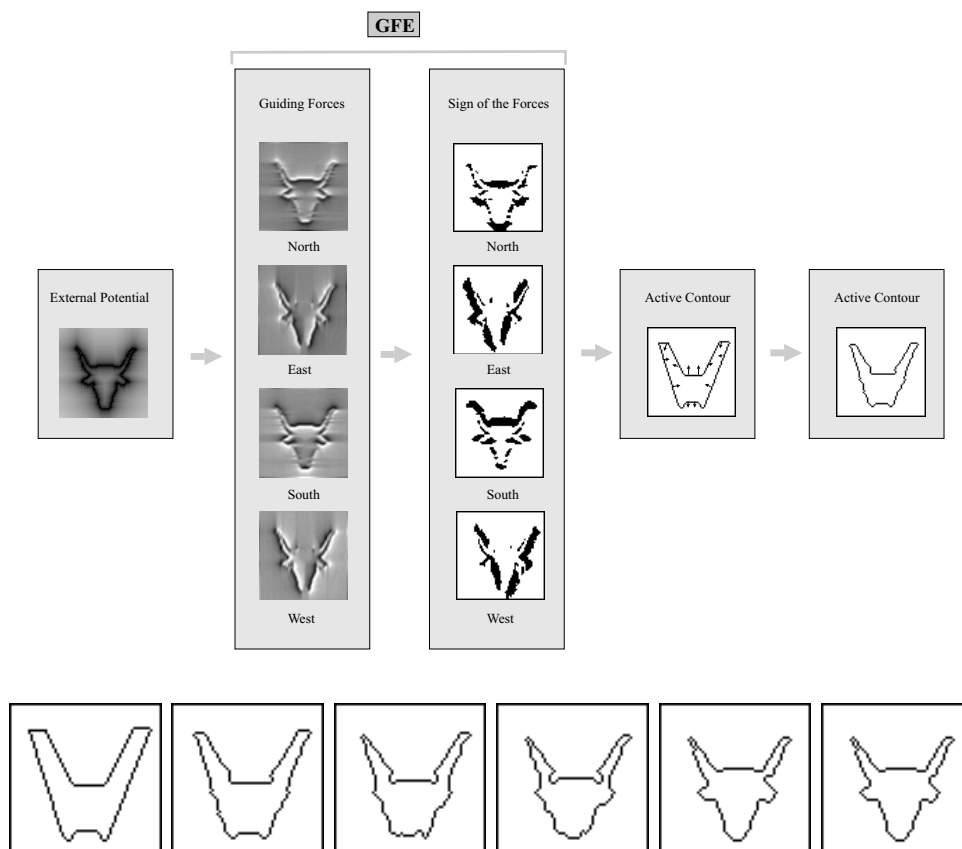 GFE
Guiding Forces
Sign of the Forces
North
North
External Potential
Active Contour
Active Contour
East
East
South
South
West
West